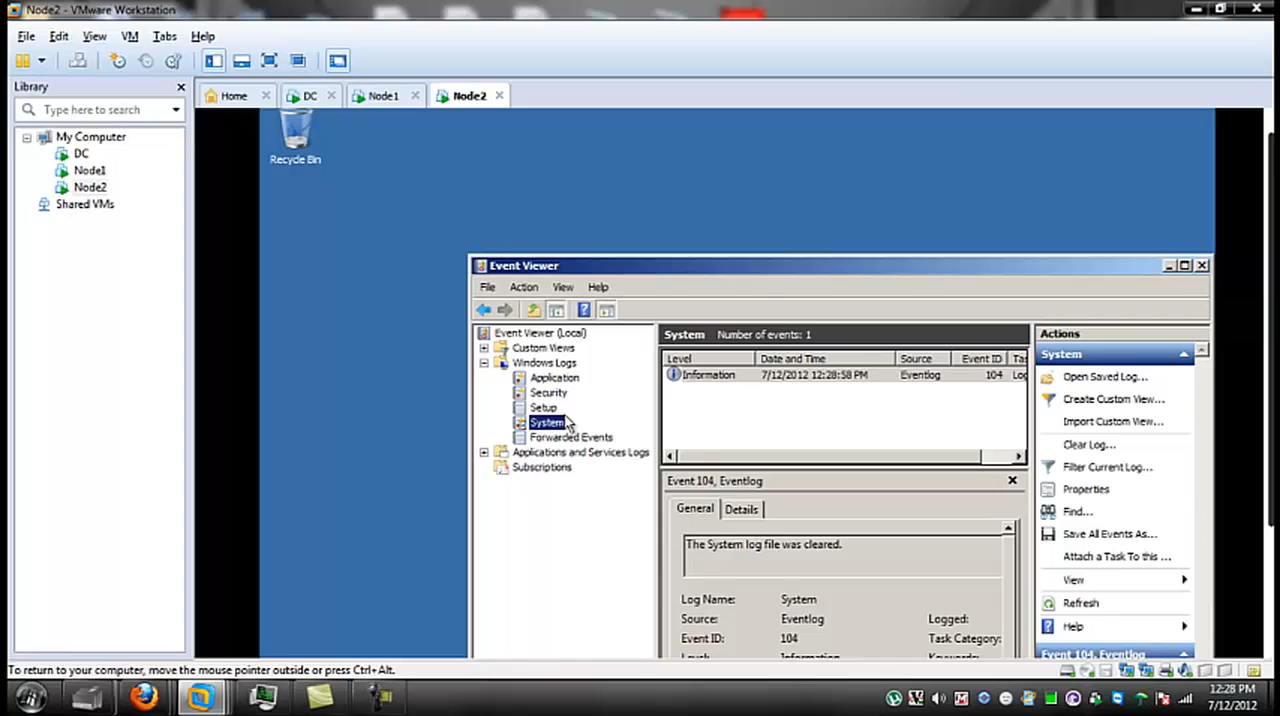 Node2 - VMware Workstation
File Edit View VM Tabs Help
Library
Type here to search
My Computer
DC
Node1
Node2
Shared VMs
Home DC Node1 Node2
Recycle Bin
Event Viewer
File Action View Help
Event Viewer (Local)
Custom Views
Windows Logs
Application
Security
Setup
System
Forwarded Events
Applications and Services Logs
Subscriptions
System Number of events: 1
Level Date and Time Source Event ID Tas
Information 7/12/2012 12:28:58 PM Eventlog 104 Log
Event 104, Eventlog
General Details
The System log file was cleared.
Log Name: System
Source: Eventlog Logged:
Event ID: 104 Task Category:
Level: Information Keywords:
Actions
System
Open Saved Log...
Create Custom View...
Import Custom View...
Clear Log...
Filter Current Log...
Properties
Find...
Save All Events As...
Attach a Task To this ...
View
Refresh
Help
Event 104, Eventlog
To return to your computer, move the mouse pointer outside or press Ctrl+Alt.
12:28 PM
7/12/2012